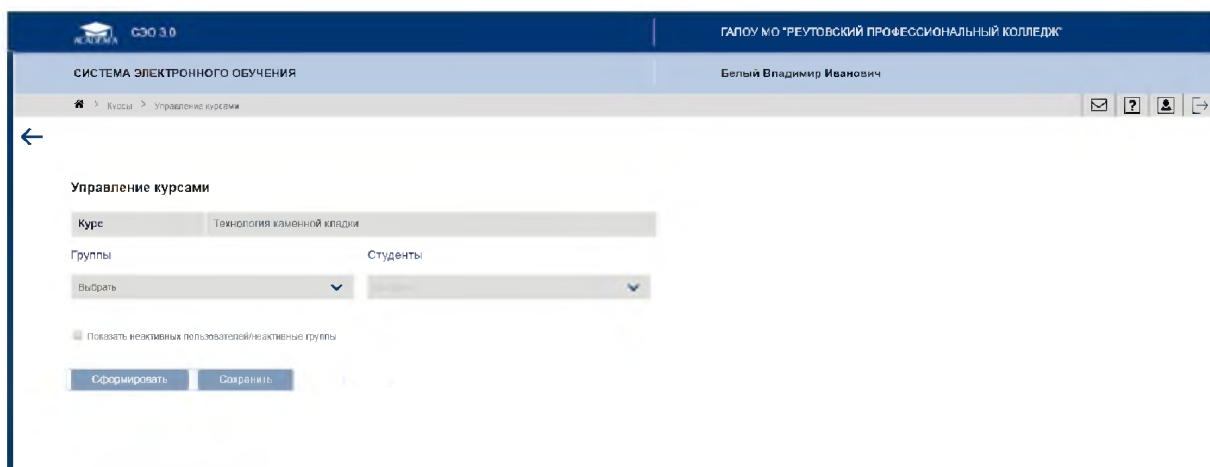 ACADEMIA СЭО 3.0 ГАПОУ МО "РЕУТОВСКИЙ ПРОФЕССИОНАЛЬНЫЙ КОЛЛЕДЖ"
СИСТЕМА ЭЛЕКТРОННОГО ОБУЧЕНИЯ Белый Владимир Иванович
> Курсы > Управление курсами
Управление курсами
Курс Технология каменной кладки
Группы Студенты
Выбрать
Показать неактивных пользователей/неактивные группы
Сформировать Сохранить